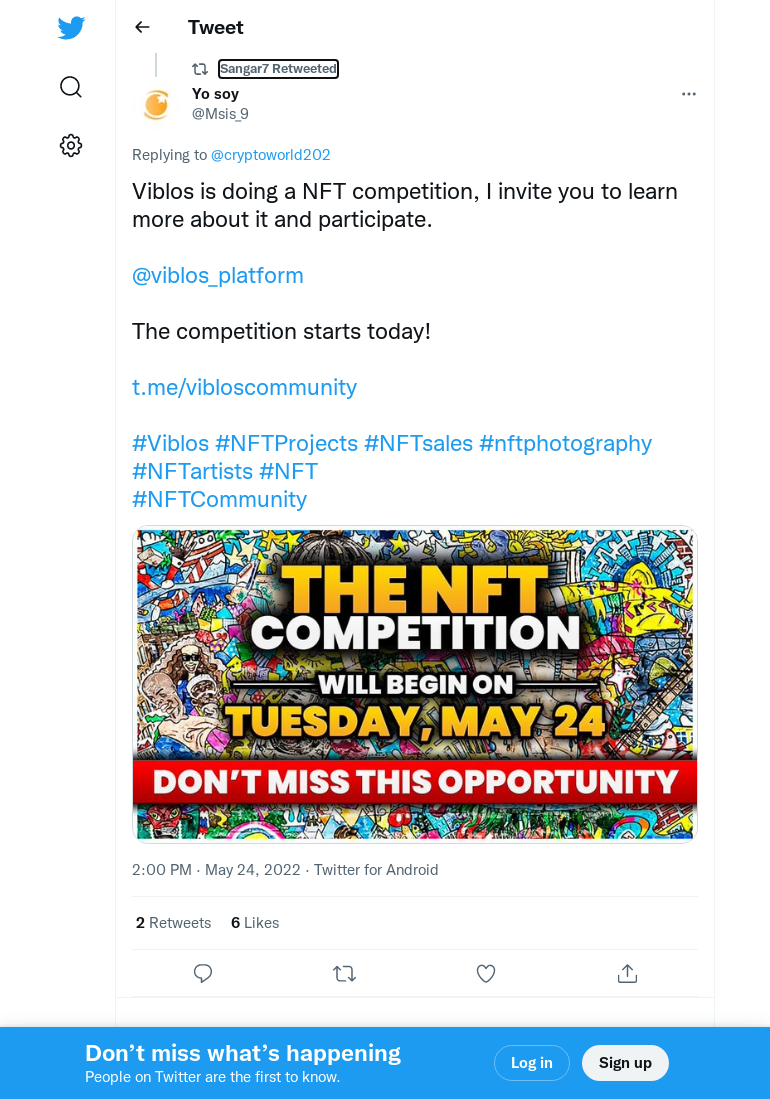 Tweet
Sangar7 Retweeted
Yo soy
@Msis_9
Replying to @cryptoworld202
Viblos is doing a NFT competition, I invite you to learn
more about it and participate.
@viblos_platform
The competition starts today!
t.me/vibloscommunity
#Viblos #NFTProjects #NFTsales #nftphotography
#NFTartists #NFT
#NFTCommunity
THE NFT
COMPETITION
WILL BEGIN ON
TUESDAY, MAY 24
DON'T MISS THIS OPPORTUNITY
2:00 PM · May 24, 2022 · Twitter for Android
2 Retweets 6 Likes
Don’t miss what’s happening
People on Twitter are the first to know.
Log in
Sign up